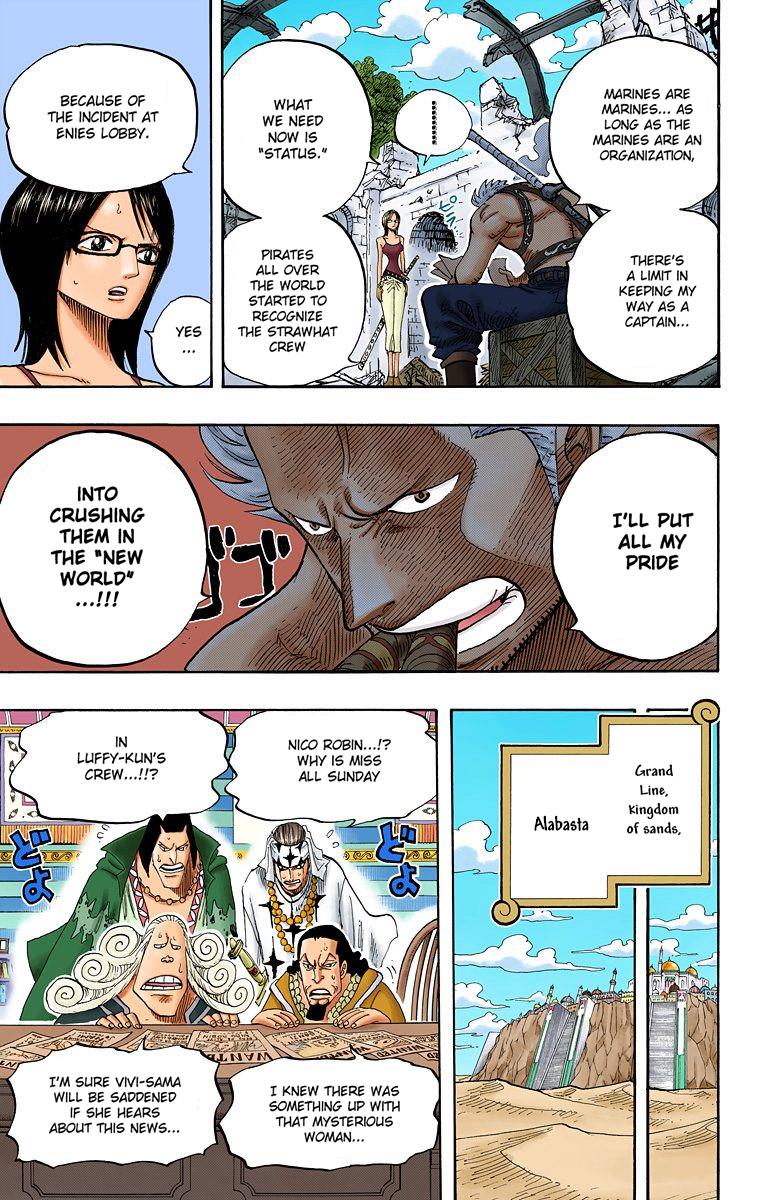 MARINES ARE
MARINES... AS
LONG AS THE
MARINES ARE AN
ORGANIZATION,
THERE'S
A LIMIT IN
KEEPING MY
WAY AS A
CAPTAIN...
..........
WHAT
WE NEED
NOW IS
"STATUS."
PIRATES
ALL OVER
THE WORLD
STARTED TO
RECOGNIZE
THE STRAWHAT
CREW
BECAUSE OF
THE INCIDENT AT
ENIES LOBBY.
YES
...
I'LL PUT
ALL MY
PRIDE
INTO
CRUSHING
THEM IN
THE "NEW
WORLD"
...!!!
Grand
Line,
kingdom
of sands,
Alabasta
NICO ROBIN...!?
WHY IS MISS
ALL SUNDAY
IN
LUFFY-KUN'S
CREW...!!?
どよ
どよ
WANTED
I KNEW THERE WAS
SOMETHING UP WITH
THAT MYSTERIOUS
WOMAN...
I'M SURE VIVI-SAMA
WILL BE SADDENED
IF SHE HEARS
ABOUT THIS NEWS...